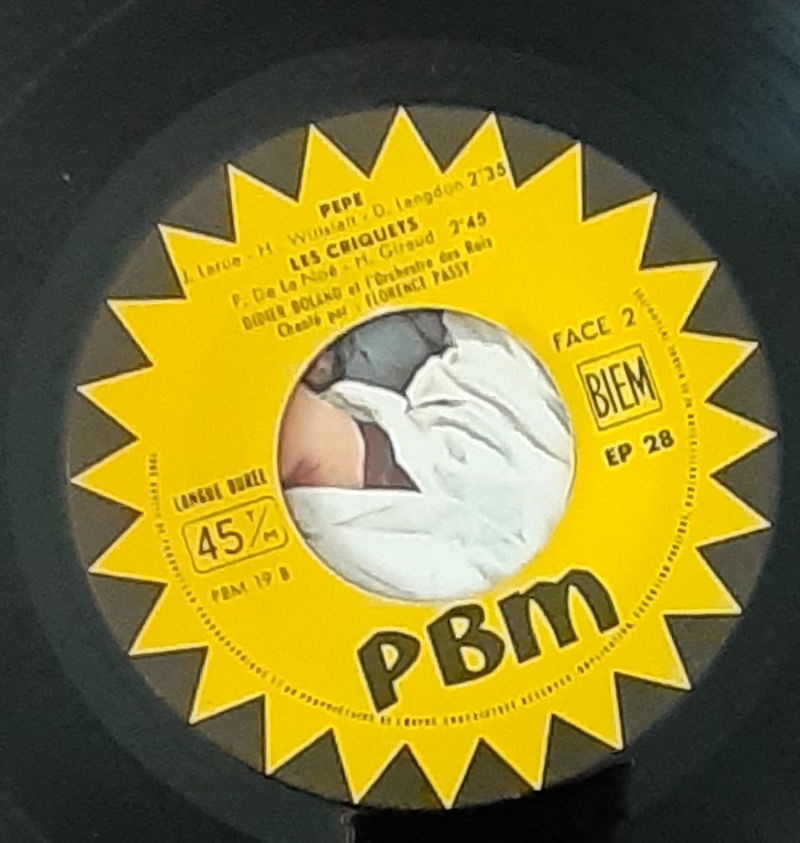 PEPE
J. Larue - H. Wittstatt - D. Langdon 2'35
LES CRIQUETS 2'45
F. De La Noë - H. Giraud
DIDIER BOLAND et l'Orchestre des Rois
Chanté par : FLORENCE PASSY
FACE 2
BIEM
EP 28
LONGUE DURÉE
45 T/M
PBM 19 B
PBM